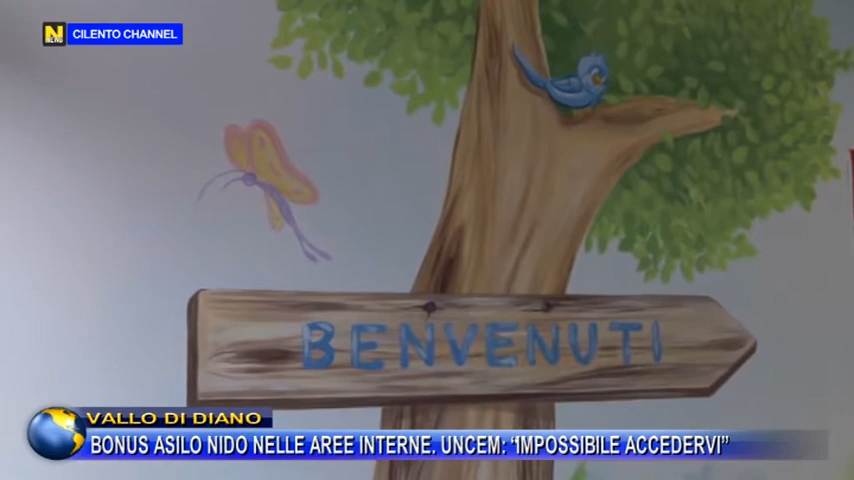 CILENTO CHANNEL
BENVENUTI
VALLO DI DIANO
BONUS ASILO NIDO NELLE AREE INTERNE. UNCEM: “IMPOSSIBILE ACCEDERVI”